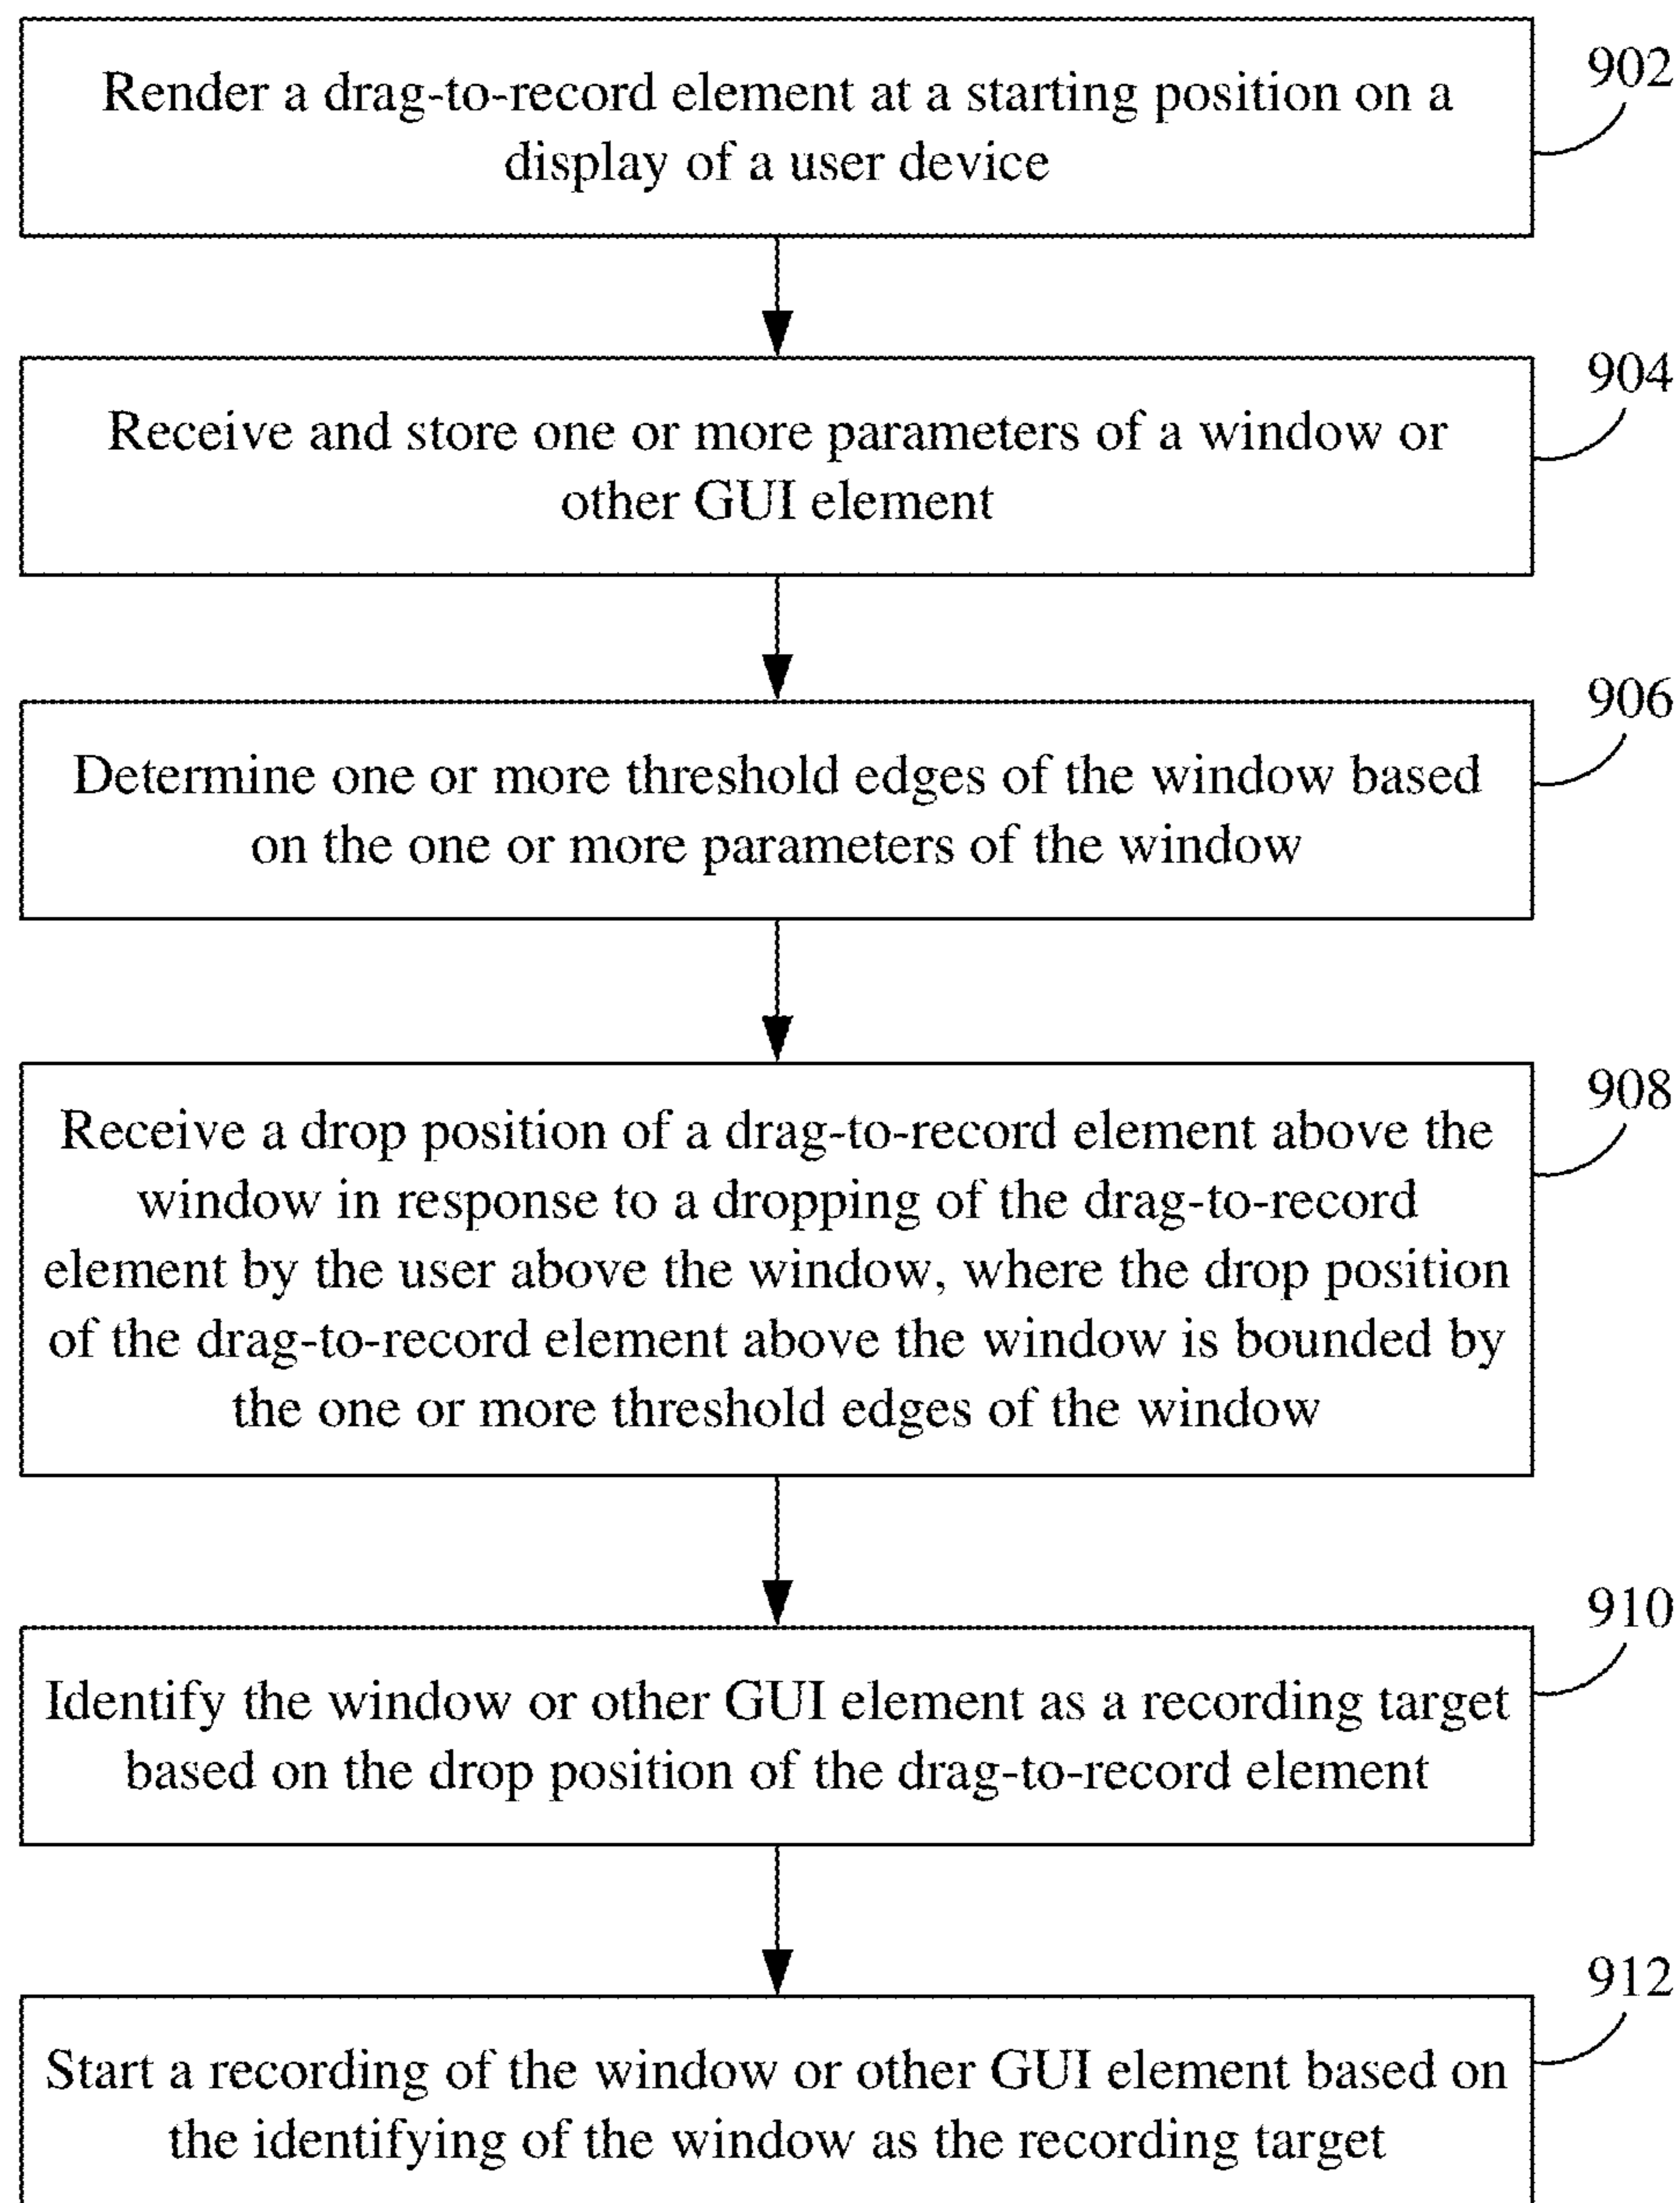 Render a drag-to-record element at a starting position on a
display of a user device
902
Receive and store one or more parameters of a window or
other GUI element
904
Determine one or more threshold edges of the window based
on the one or more parameters of the window
906
Receive a drop position of a drag-to-record element above the
window in response to a dropping of the drag-to-record
element by the user above the window, where the drop position
of the drag-to-record element above the window is bounded by
the one or more threshold edges of the window
908
Identify the window or other GUI element as a recording target
based on the drop position of the drag-to-record element
910
Start a recording of the window or other GUI element based on
the identifying of the window as the recording target
912